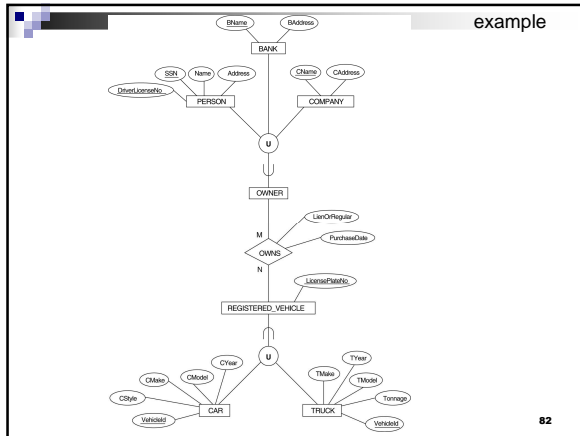 example
BName BAddress
BANK
SSN Name Address
CName CAddress
DriverLicenseNo
PERSON COMPANY
U
OWNER
LienOrRegular
M
PurchaseDate
OWNS
N
LicensePlateNo
REGISTERED_VEHICLE
U
CYear TYear
CModel TMake
CMake TModel
CStyle Tonnage
VehicleId CAR TRUCK VehicleId
82